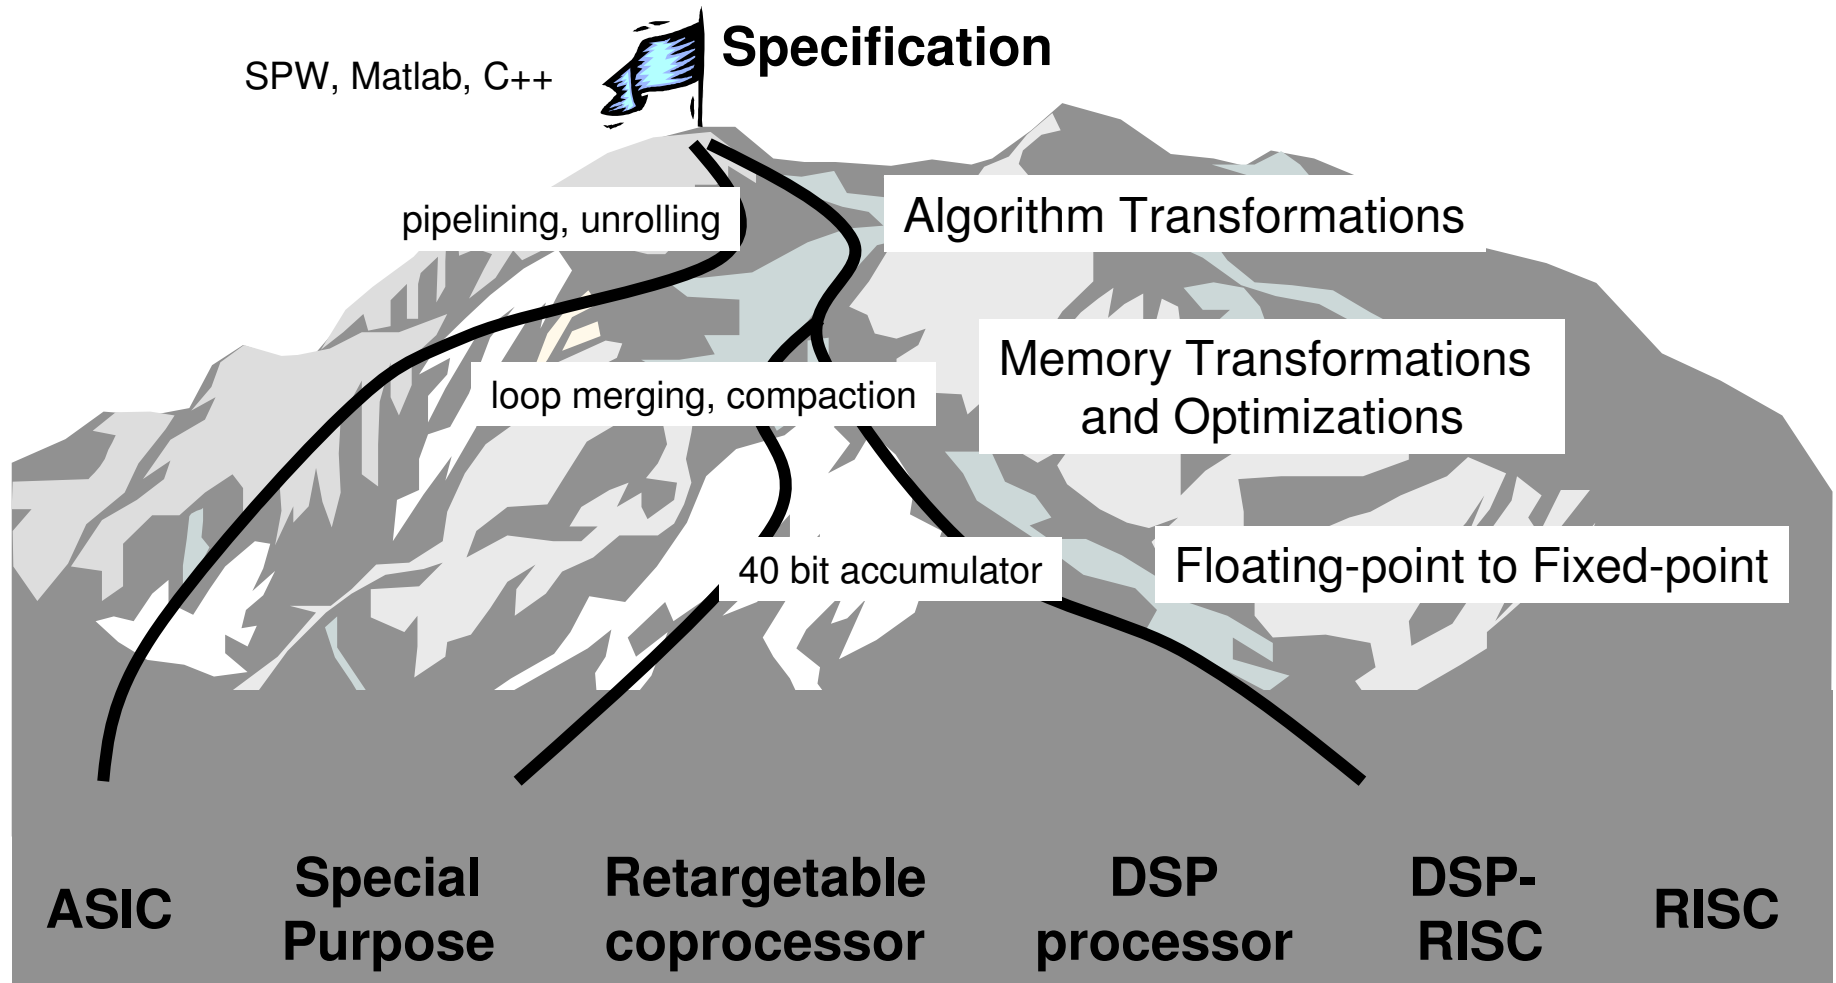 Specification
SPW, Matlab, C++
pipelining, unrolling
Algorithm Transformations
Memory Transformations
and Optimizations
loop merging, compaction
40 bit accumulator
Floating-point to Fixed-point
ASIC
Special
Purpose
Retargetable
coprocessor
DSP
processor
DSP-
RISC
RISC